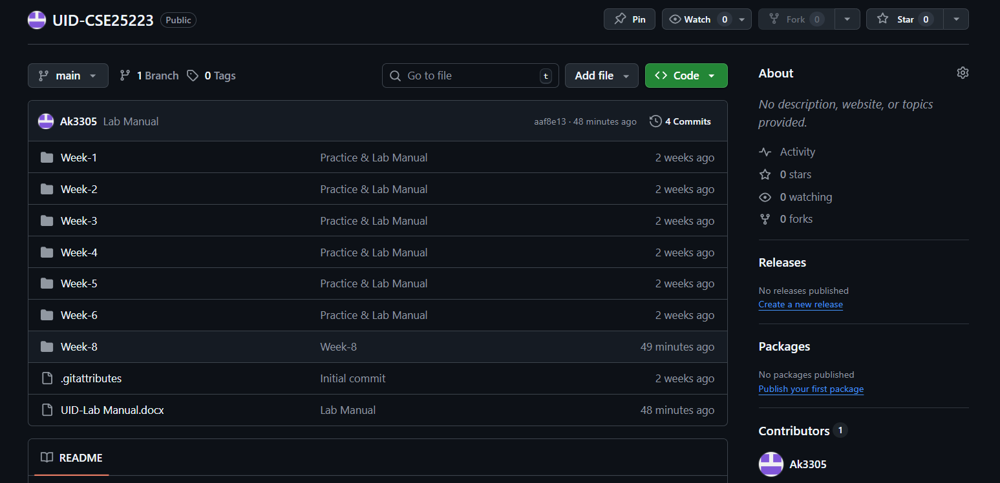 UID-CSE25223 Public Pin Watch 0 Fork 0 Star 0
main 1 Branch 0 Tags Go to file t Add file Code
Ak3305 Lab Manual aaf8e13 · 48 minutes ago 4 Commits
Week-1 Practice & Lab Manual 2 weeks ago
Week-2 Practice & Lab Manual 2 weeks ago
Week-3 Practice & Lab Manual 2 weeks ago
Week-4 Practice & Lab Manual 2 weeks ago
Week-5 Practice & Lab Manual 2 weeks ago
Week-6 Practice & Lab Manual 2 weeks ago
Week-8 Week-8 49 minutes ago
.gitattributes Initial commit 2 weeks ago
UID-Lab Manual.docx Lab Manual 48 minutes ago
README
About
No description, website, or topics
provided.
Activity
0 stars
0 watching
0 forks
Releases
No releases published
Create a new release
Packages
No packages published
Publish your first package
Contributors 1
Ak3305